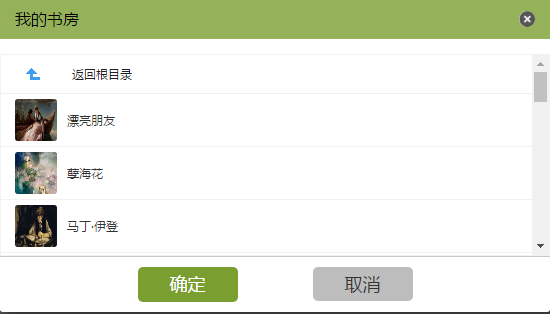 我的书房
返回根目录
漂亮朋友
孽海花
马丁·伊登
确定
取消